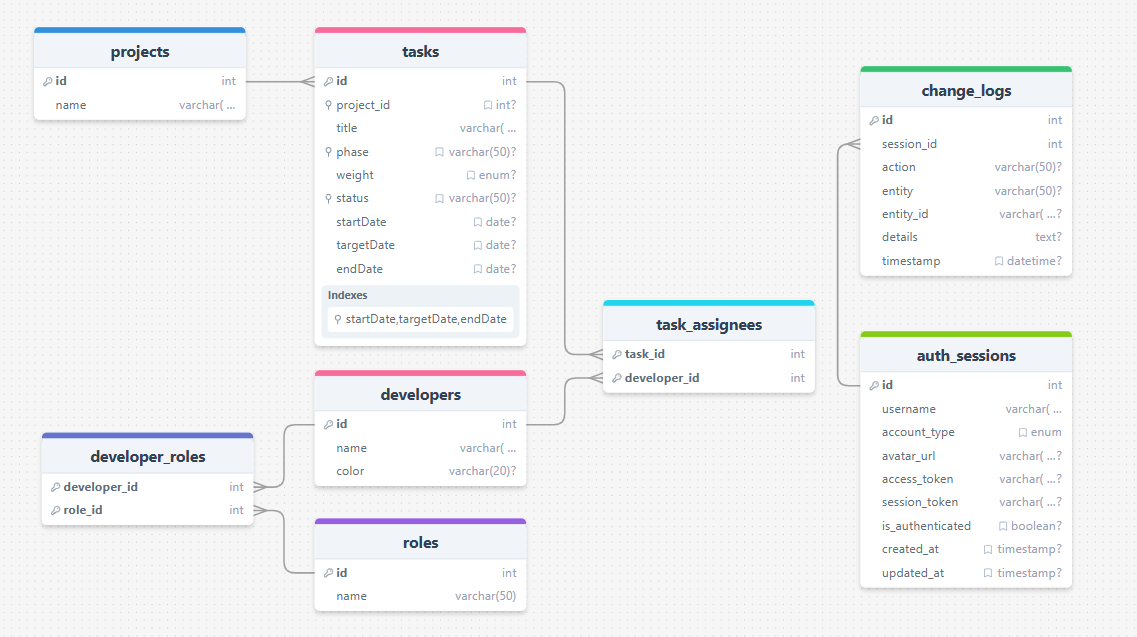 projects
id int
name varchar( ...
tasks
id int
project_id int?
title varchar( ...
phase varchar(50)?
weight enum?
status varchar(50)?
startDate date?
targetDate date?
endDate date?
Indexes
startDate,targetDate,endDate
developers
id int
name varchar( ...
color varchar(20)?
developer_roles
developer_id int
role_id int
roles
id int
name varchar(50)
task_assignees
task_id int
developer_id int
change_logs
id int
session_id int
action varchar(50)?
entity varchar(50)?
entity_id varchar( ...?
details text?
timestamp datetime?
auth_sessions
id int
username varchar( ...
account_type enum
avatar_url varchar( ...?
access_token varchar( ...?
session_token varchar( ...?
is_authenticated boolean?
created_at timestamp?
updated_at timestamp?